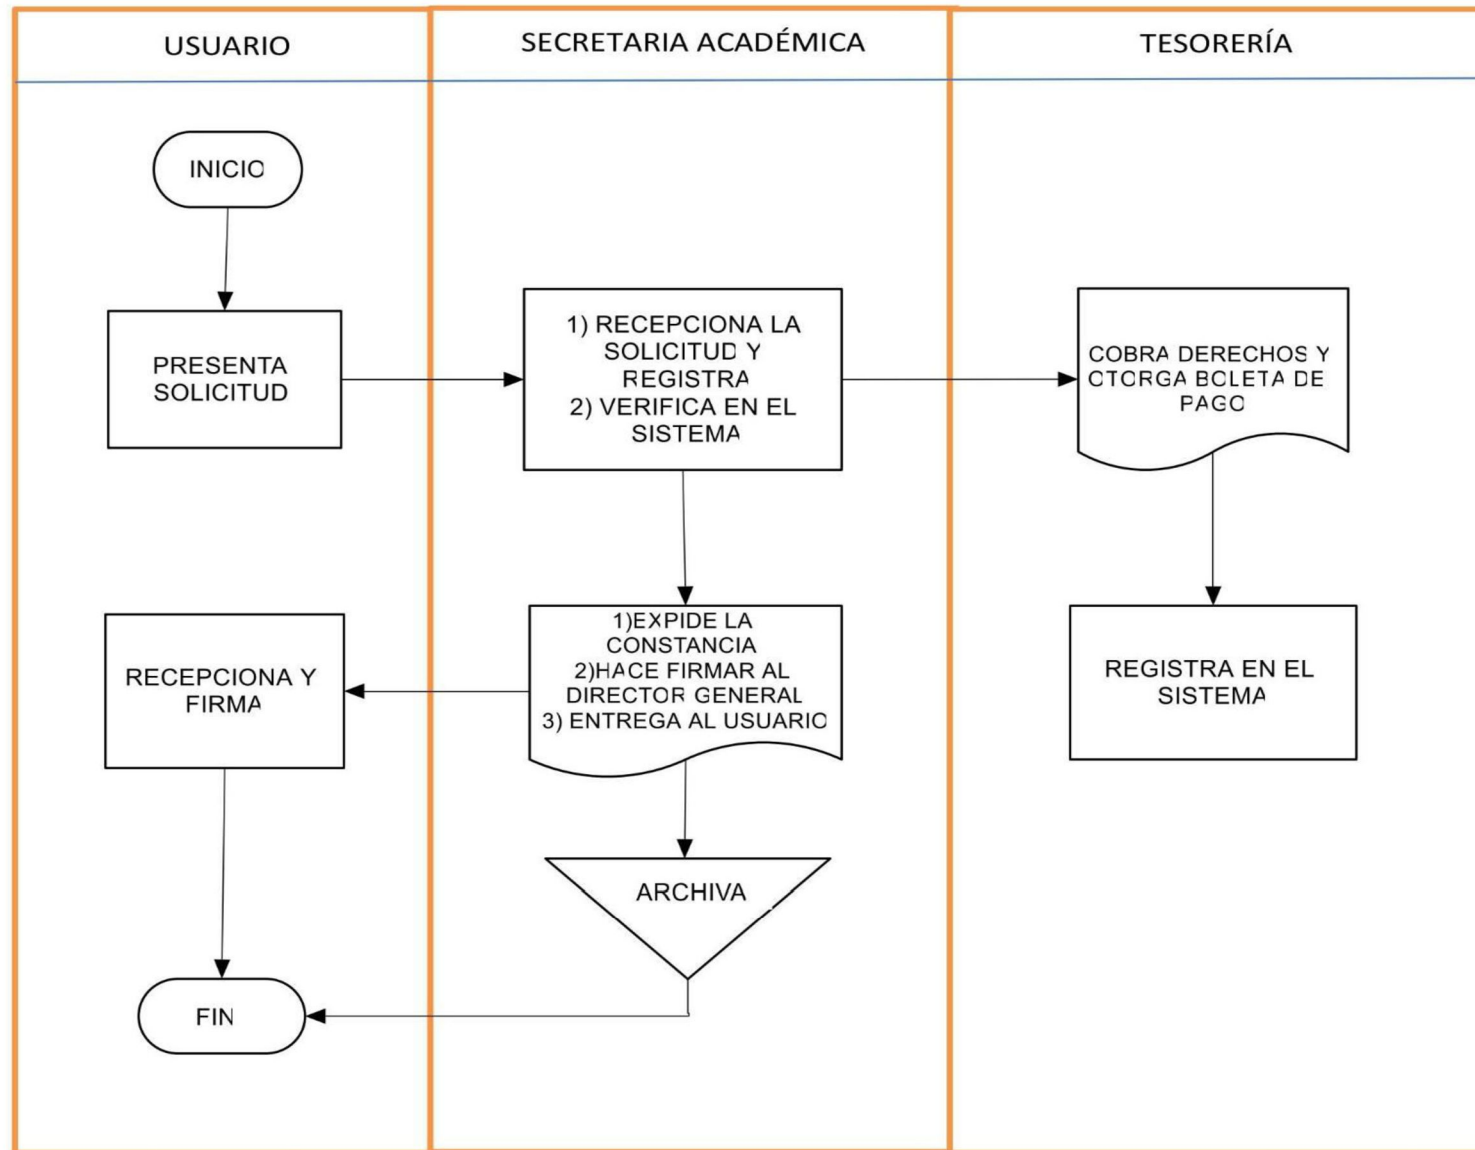 USUARIO
SECRETARIA ACADÉMICA
TESORERÍA
INICIO
PRESENTA
SOLICITUD
1) RECEPCIONA LA
SOLICITUD Y
REGISTRA
2) VERIFICA EN EL
SISTEMA
COBRA DERECHOS Y
OTORGA BOLETA DE
PAGO
RECEPCIONA Y
FIRMA
1)EXPIDE LA
CONSTANCIA
2)HACE FIRMAR AL
DIRECTOR GENERAL
3) ENTREGA AL USUARIO
REGISTRA EN EL
SISTEMA
ARCHIVA
FIN